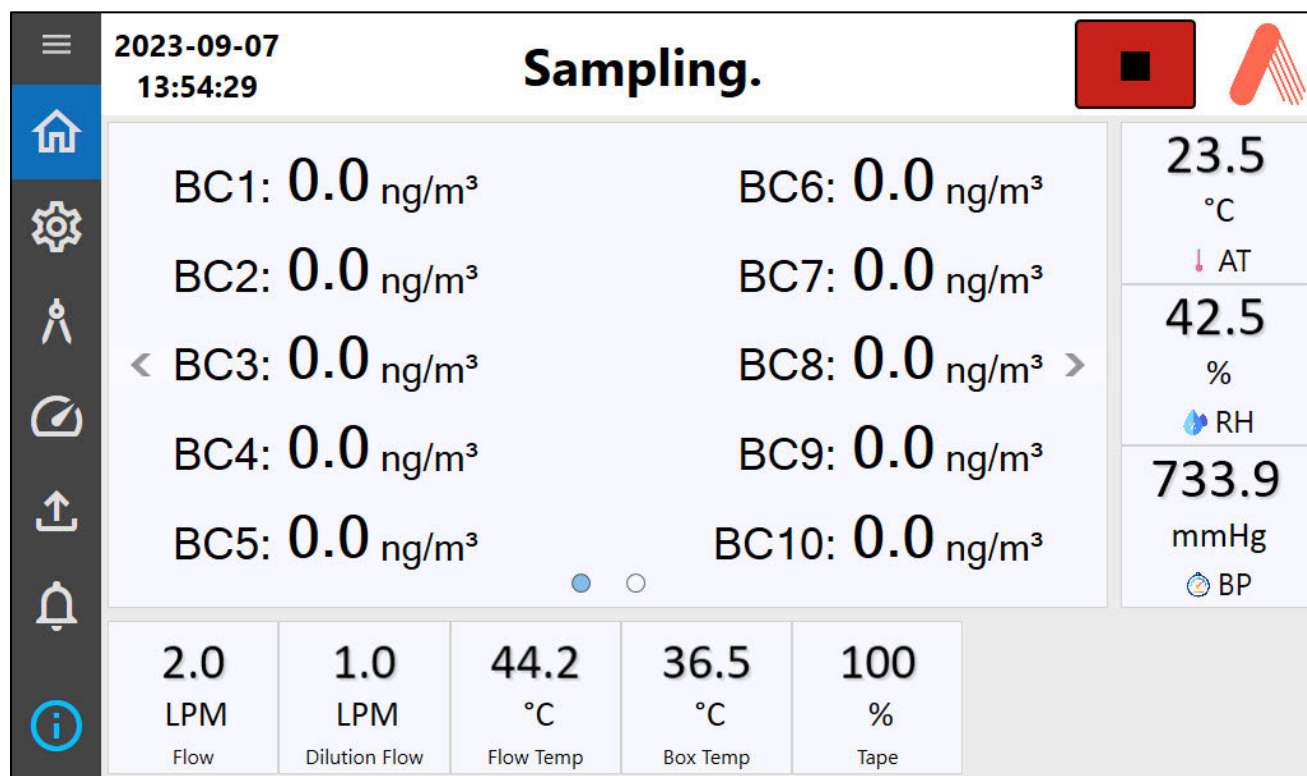 2023-09-07
13:54:29
Sampling.
BC1: 0.0 ng/m³
BC6: 0.0 ng/m³
BC2: 0.0 ng/m³
BC7: 0.0 ng/m³
BC3: 0.0 ng/m³
BC8: 0.0 ng/m³
BC4: 0.0 ng/m³
BC9: 0.0 ng/m³
BC5: 0.0 ng/m³
BC10: 0.0 ng/m³
23.5
°C
AT
42.5
%
RH
733.9
mmHg
BP
2.0
LPM
Flow
1.0
LPM
Dilution Flow
44.2
°C
Flow Temp
36.5
°C
Box Temp
100
%
Tape